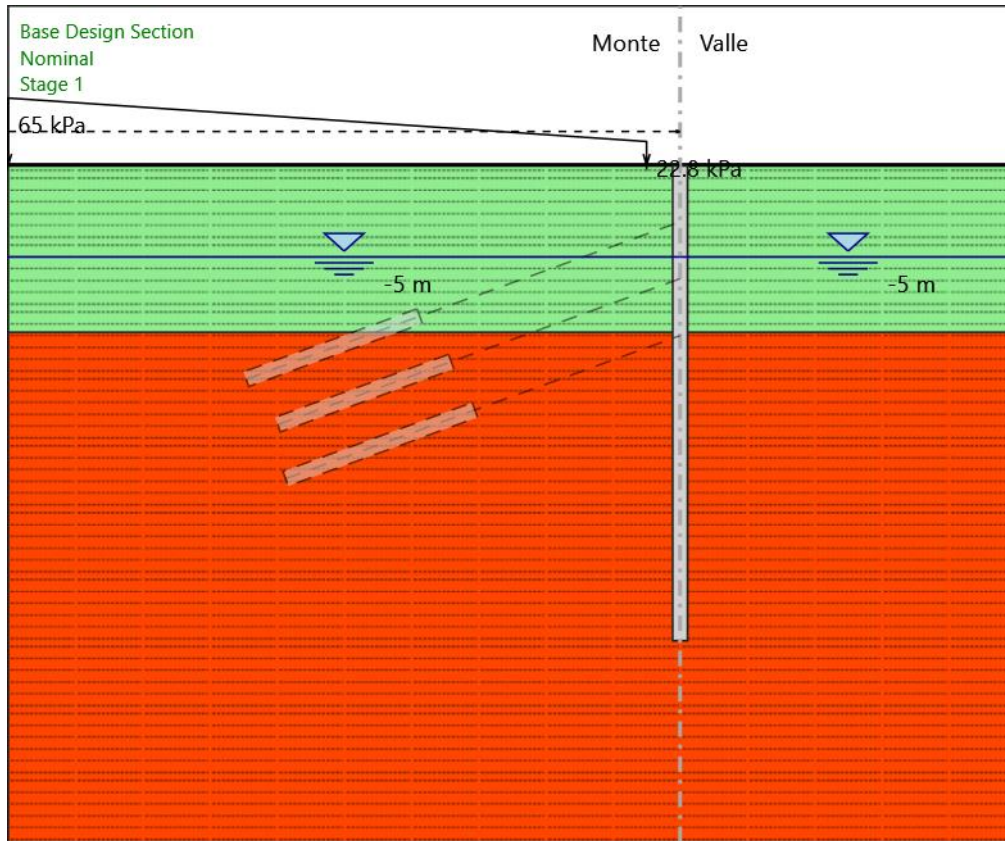 Base Design Section
Nominal
Stage 1
Monte
Valle
65 kPa
22.8 kPa
-5 m
-5 m